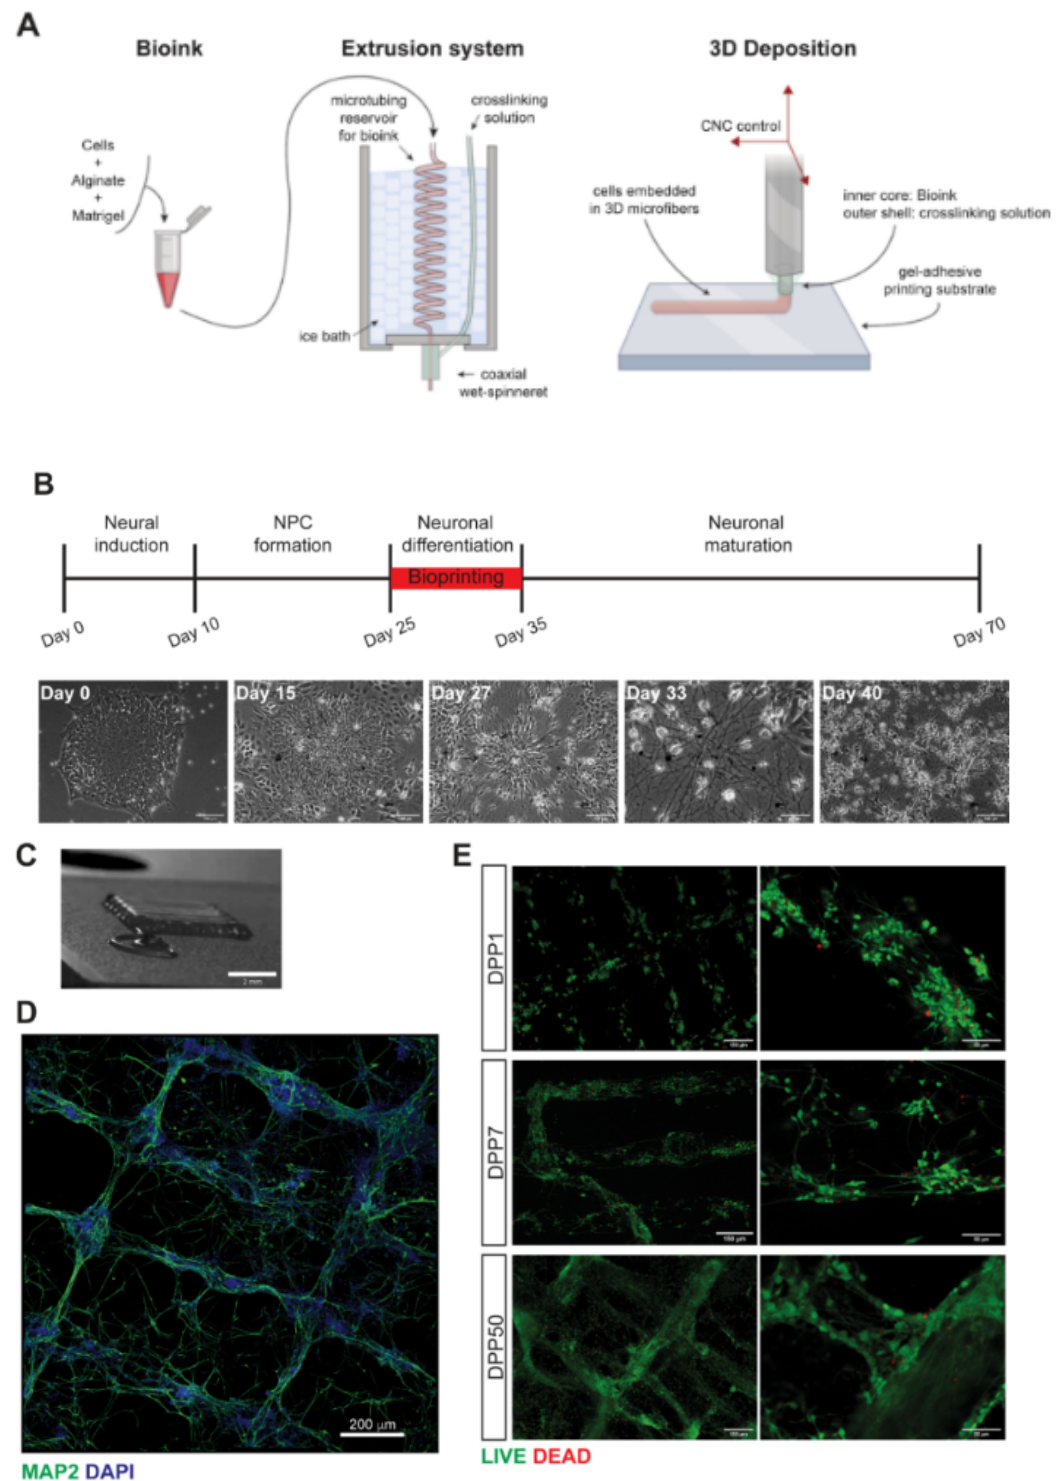 A
Bioink
Extrusion system
3D Deposition
Cells
+
Alginate
+
Matrigel
microtubing
reservoir
for bioink
crosslinking
solution
ice bath
coaxial
wet-spinneret
CNC control
cells embedded
in 3D microfibers
inner core: Bioink
outer shell: crosslinking solution
gel-adhesive
printing substrate
B
Neural
induction
NPC
formation
Neuronal
differentiation
Bioprinting
Neuronal
maturation
Day 0
Day 10
Day 25
Day 35
Day 70
Day 0
Day 15
Day 27
Day 33
Day 40
C
2 mm
D
200 μm
MAP2 DAPI
E
DPP1
DPP7
DPP50
LIVE DEAD